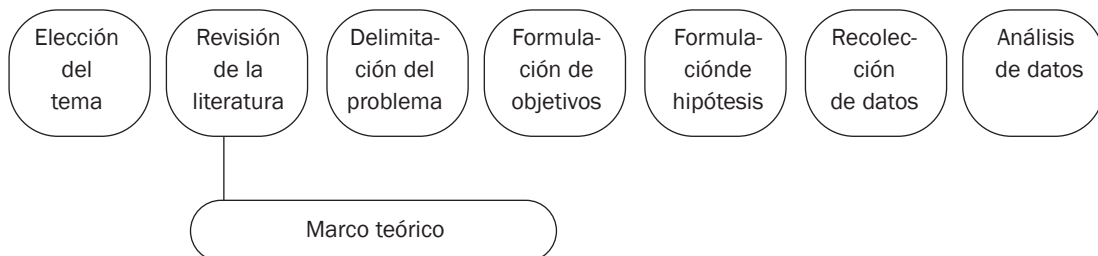 Elección
del
tema
Revisión
de la
literatura
Delimita-
ción del
problema
Formula-
ción de
objetivos
Formula-
ciónde
hipótesis
Recolec-
ción
de datos
Análisis
de datos
Marco teórico